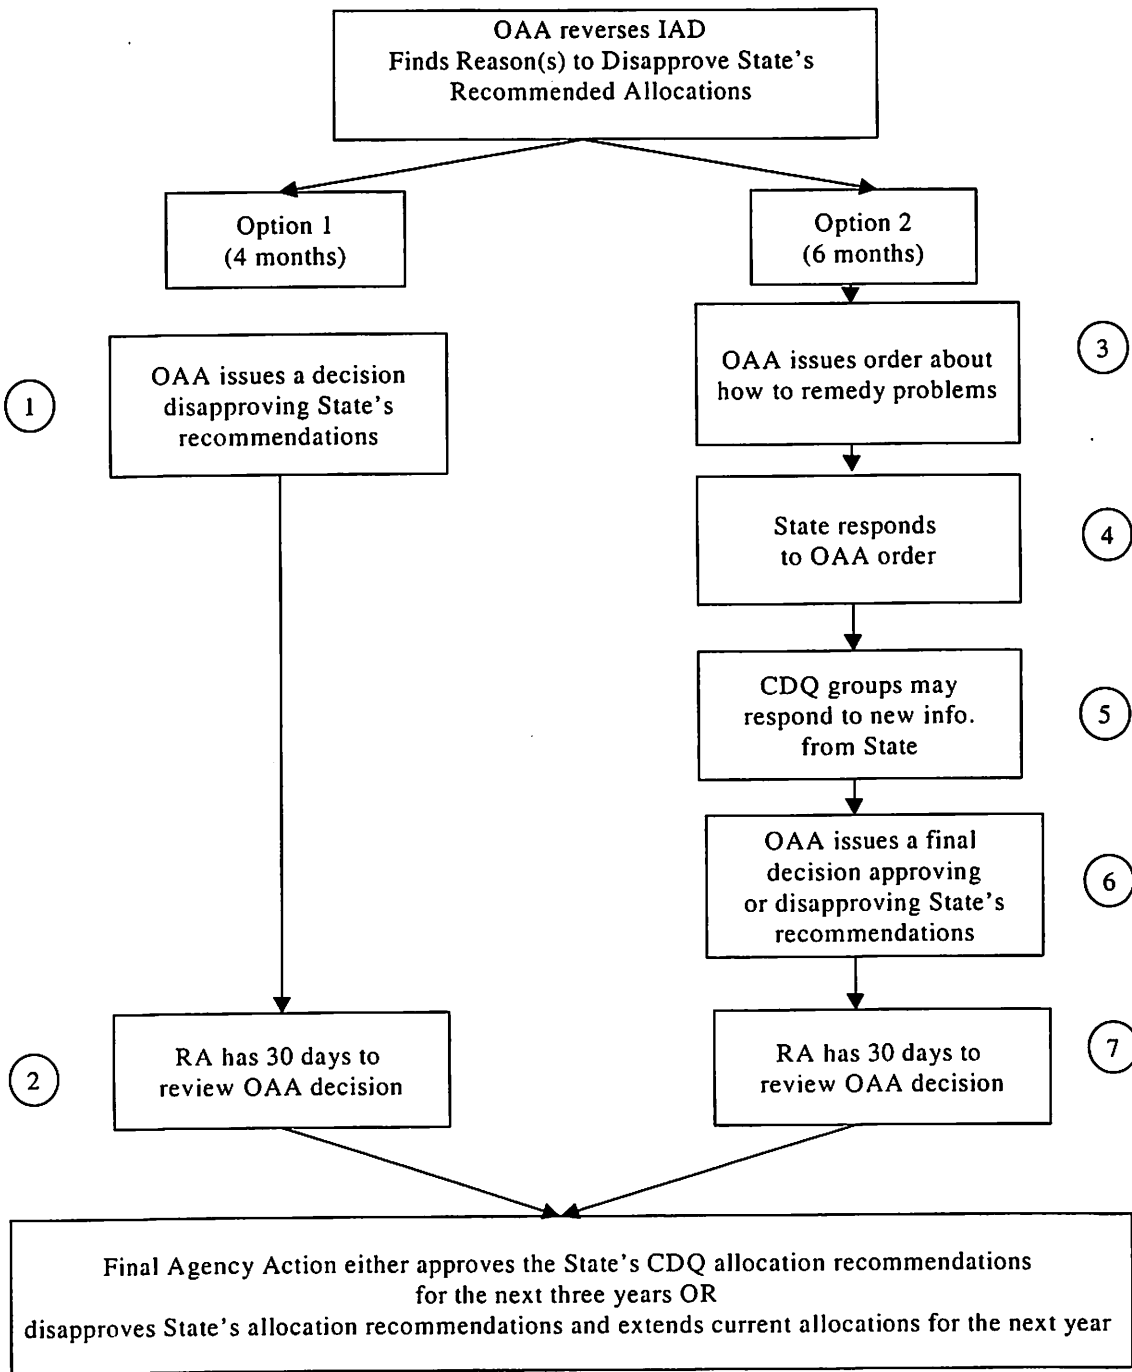 OAA reverses IAD
Finds Reason(s) to Disapprove State's
Recommended Allocations
Option 1
(4 months)
Option 2
(6 months)
1
OAA issues a decision
disapproving State's
recommendations
OAA issues order about
how to remedy problems
3
State responds
to OAA order
4
CDQ groups may
respond to new info.
from State
5
OAA issues a final
decision approving
or disapproving State's
recommendations
6
2
RA has 30 days to
review OAA decision
RA has 30 days to
review OAA decision
7
Final Agency Action either approves the State's CDQ allocation recommendations
for the next three years OR
disapproves State's allocation recommendations and extends current allocations for the next year